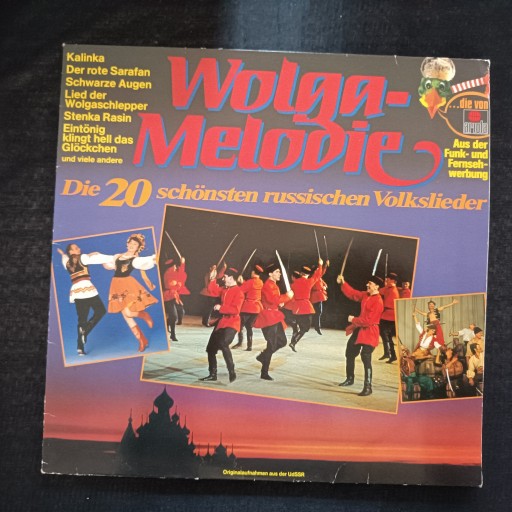 Kalinka
Der rote Sarafan
Schwarze Augen
Lied der
Wolgaschlepper
Stenka Rasin
Eintönig
klingt hell das
Glöckchen
und viele andere
Wolga-
Melodie
...die von
ariola
Aus der
Funk- und
Fernseh-
werbung
Die 20 schönsten russischen Volkslieder
Originalaufnahmen aus der UdSSR